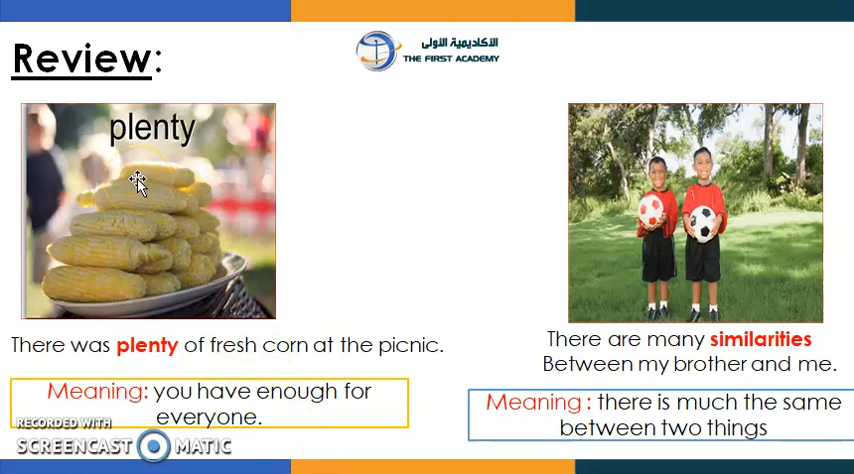 Review:
الأكاديمية الأولى
THE FIRST ACADEMY
plenty
There was plenty of fresh corn at the picnic.
Meaning: you have enough for
everyone.
There are many similarities
Between my brother and me.
Meaning : there is much the same
between two things
RECORDED WITH
SCREENCAST MATIC